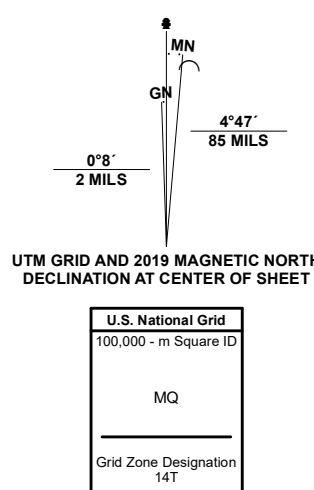 MN
GN
4°47´
85 MILS
0°8´
2 MILS
UTM GRID AND 2019 MAGNETIC NORTH
DECLINATION AT CENTER OF SHEET
U.S. National Grid
100,000 - m Square ID
MQ
Grid Zone Designation
14T